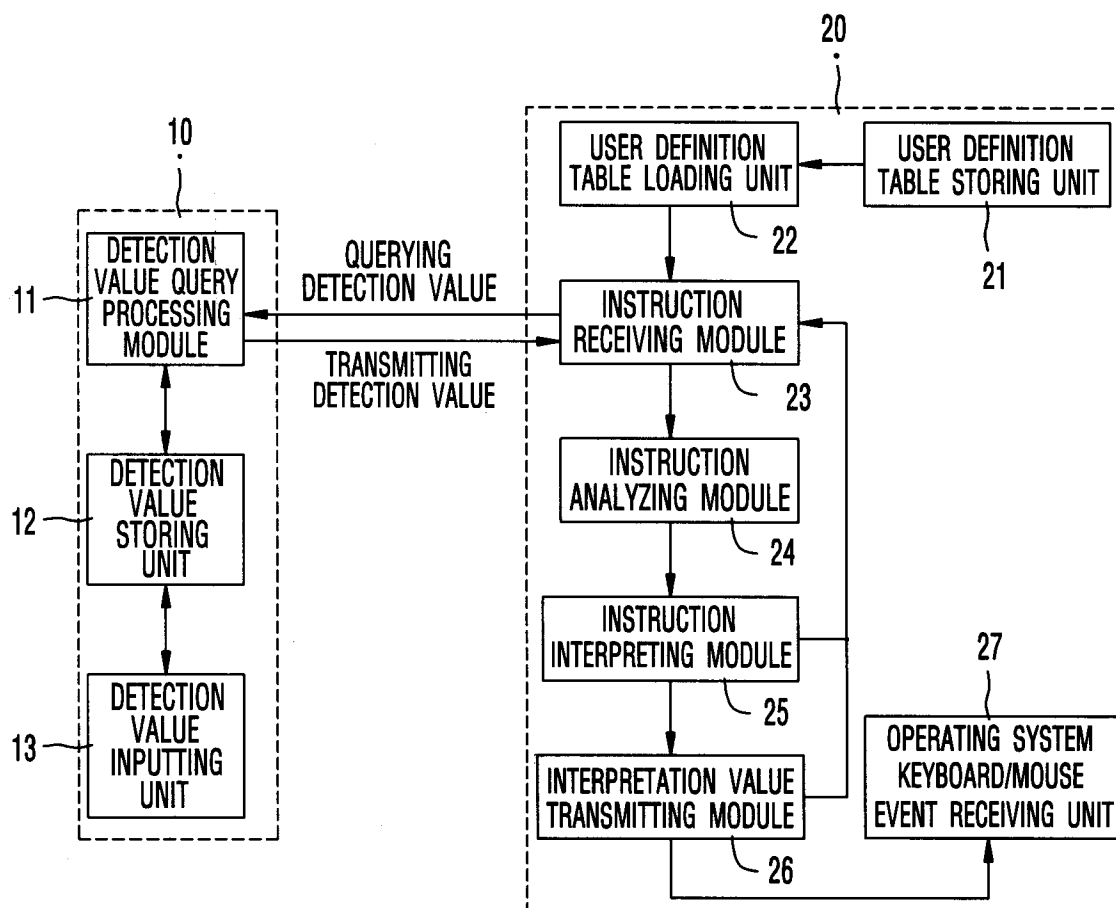 20
10
USER DEFINITION
TABLE LOADING UNIT
22
USER DEFINITION
TABLE STORING UNIT
21
DETECTION
VALUE QUERY
PROCESSING
MODULE
11
QUERYING
DETECTION VALUE
TRANSMITTING
DETECTION VALUE
INSTRUCTION
RECEIVING MODULE
23
DETECTION
VALUE
STORING
UNIT
12
INSTRUCTION
ANALYZING MODULE
24
INSTRUCTION
INTERPRETING MODULE
25
DETECTION
VALUE
INPUTTING
UNIT
13
INTERPRETATION VALUE
TRANSMITTING MODULE
26
27
OPERATING SYSTEM
KEYBOARD/MOUSE
EVENT RECEIVING UNIT